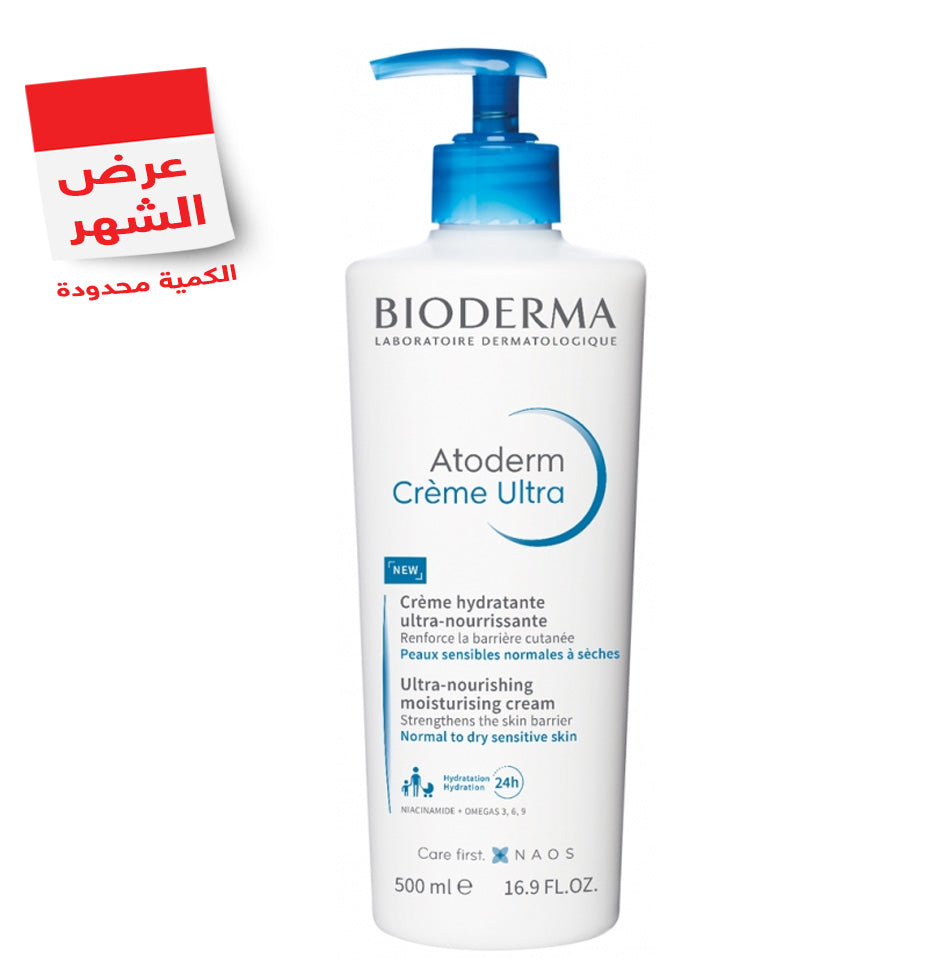 عرض
الشهر
الكمية محدودة
BIODERMA
LABORATOIRE DERMATOLOGIQUE
Atoderm
Crème Ultra
NEW
Crème hydratante
ultra-nourrissante
Renforce la barrière cutanée
Peaux sensibles normales à sèches
Ultra-nourishing
moisturising cream
Strengthens the skin barrier
Normal to dry sensitive skin
Hydratation
Hydration
24h
NIACINAMIDE + OMEGAS 3, 6, 9
Care first. NAOS
500 ml ℮ 16.9 FL.OZ.